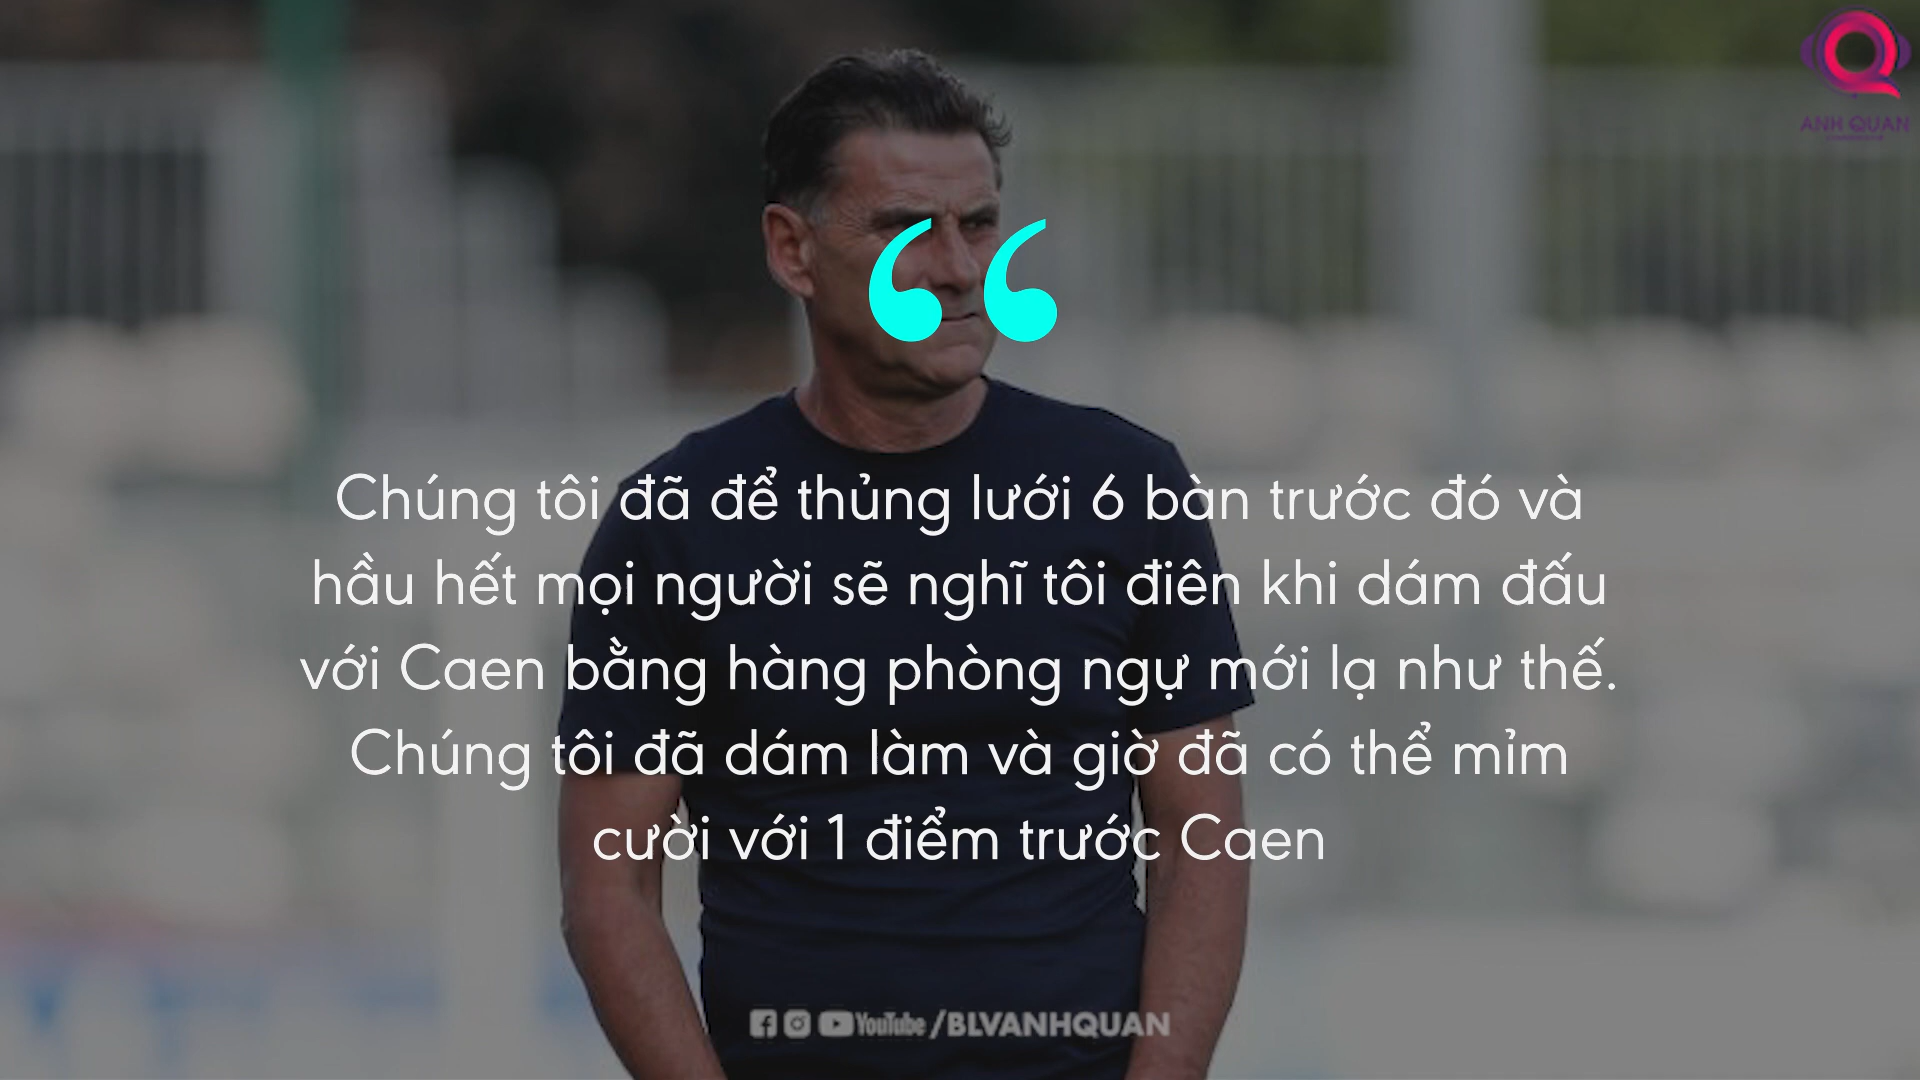 ANH QUAN
“
Chúng tôi đã để thủng lưới 6 bàn trước đó và
hầu hết mọi người sẽ nghĩ tôi điên khi dám đấu
với Caen bằng hàng phòng ngự mới lạ như thế.
Chúng tôi đã dám làm và giờ đã có thể mỉm
cười với 1 điểm trước Caen
YouTube /BLVANHQUAN